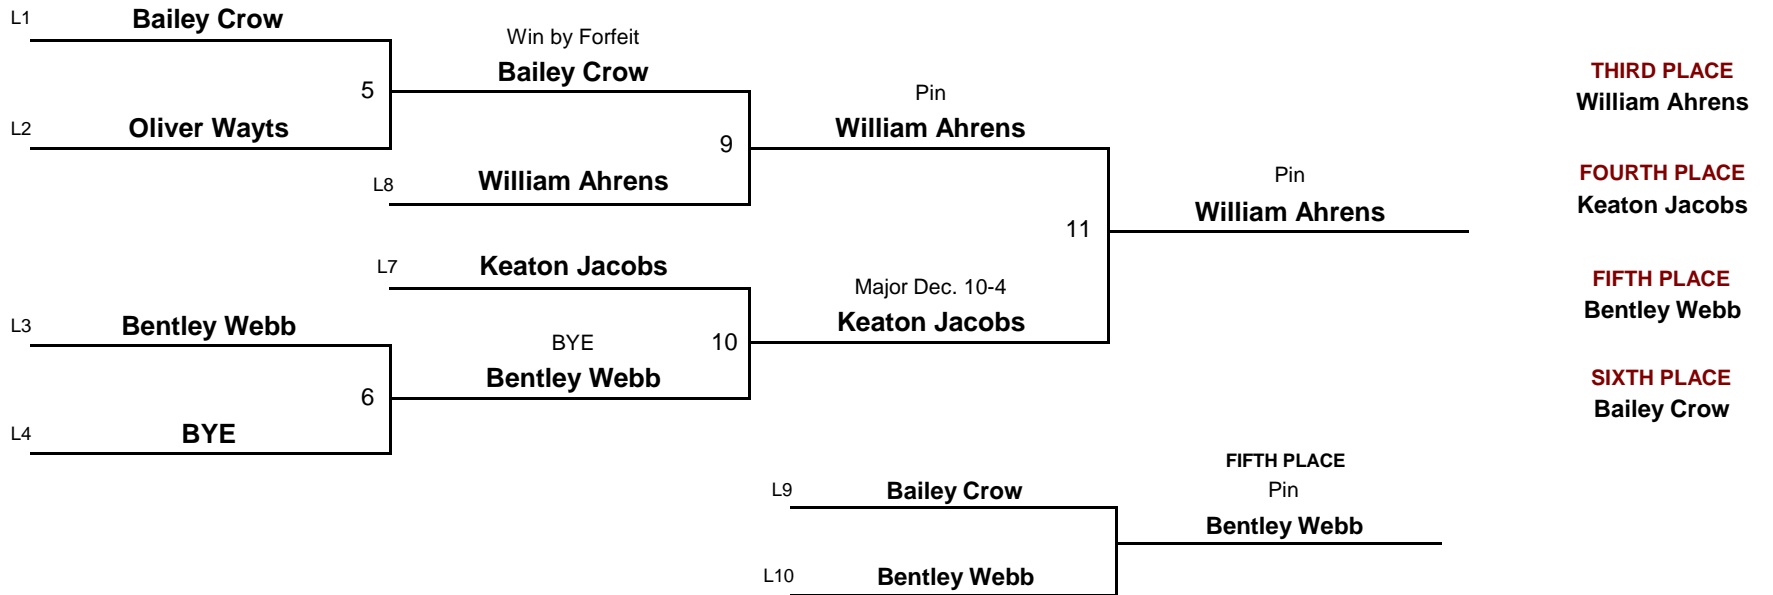 L1 Bailey Crow
Win by Forfeit
Bailey Crow
5
L2 Oliver Wayts
Pin
William Ahrens
9
L8 William Ahrens
Pin
William Ahrens
11
L7 Keaton Jacobs
Major Dec. 10-4
Keaton Jacobs
L3 Bentley Webb
BYE
10
Bentley Webb
6
L4 BYE
FIFTH PLACE
Pin
L9 Bailey Crow
Bentley Webb
L10 Bentley Webb
THIRD PLACE
William Ahrens
FOURTH PLACE
Keaton Jacobs
FIFTH PLACE
Bentley Webb
SIXTH PLACE
Bailey Crow